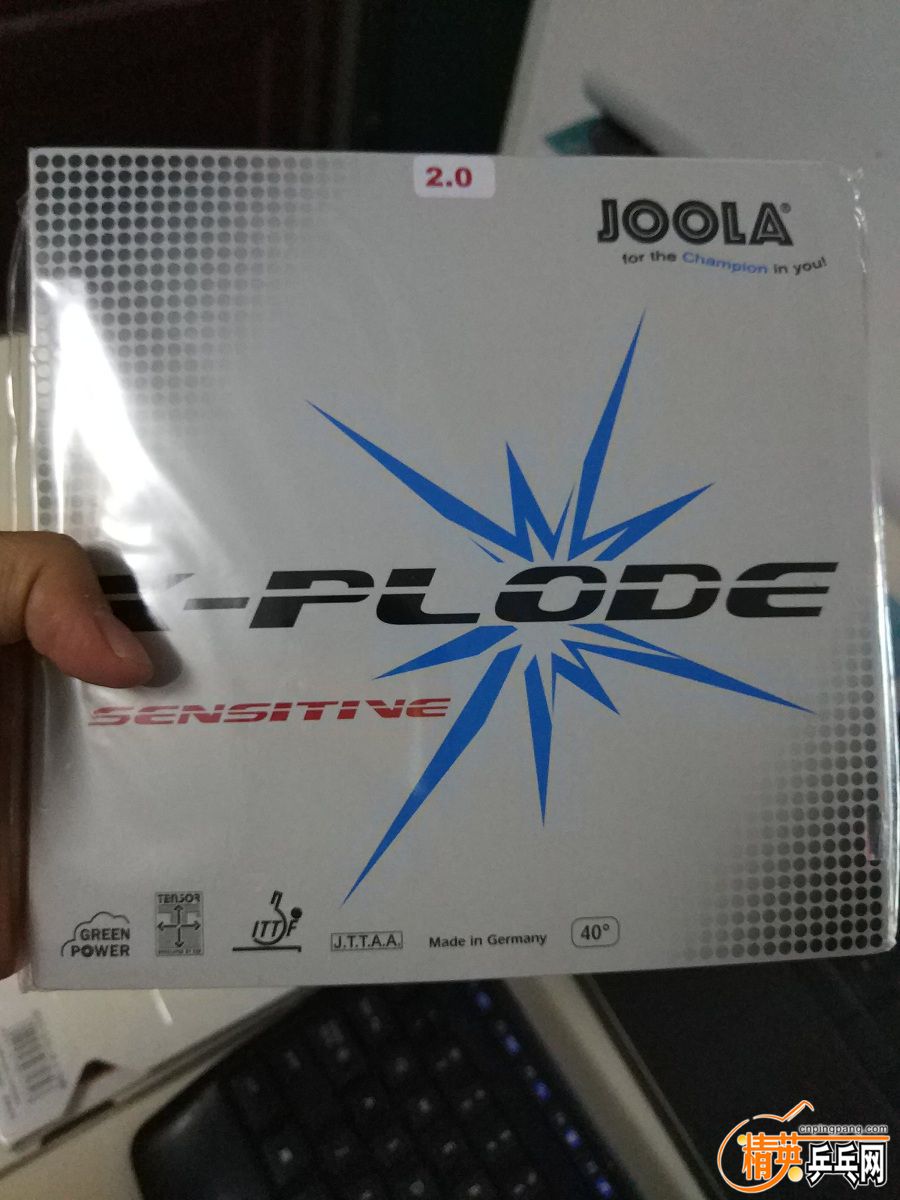 2.0
JOOLA®
for the Champion in you!
X-PLODE
SENSITIVE
GREEN
POWER
TENSOR
ITTF
J.T.T.A.A.
Made in Germany
40°
cnpingpang.com
精英乒乓网